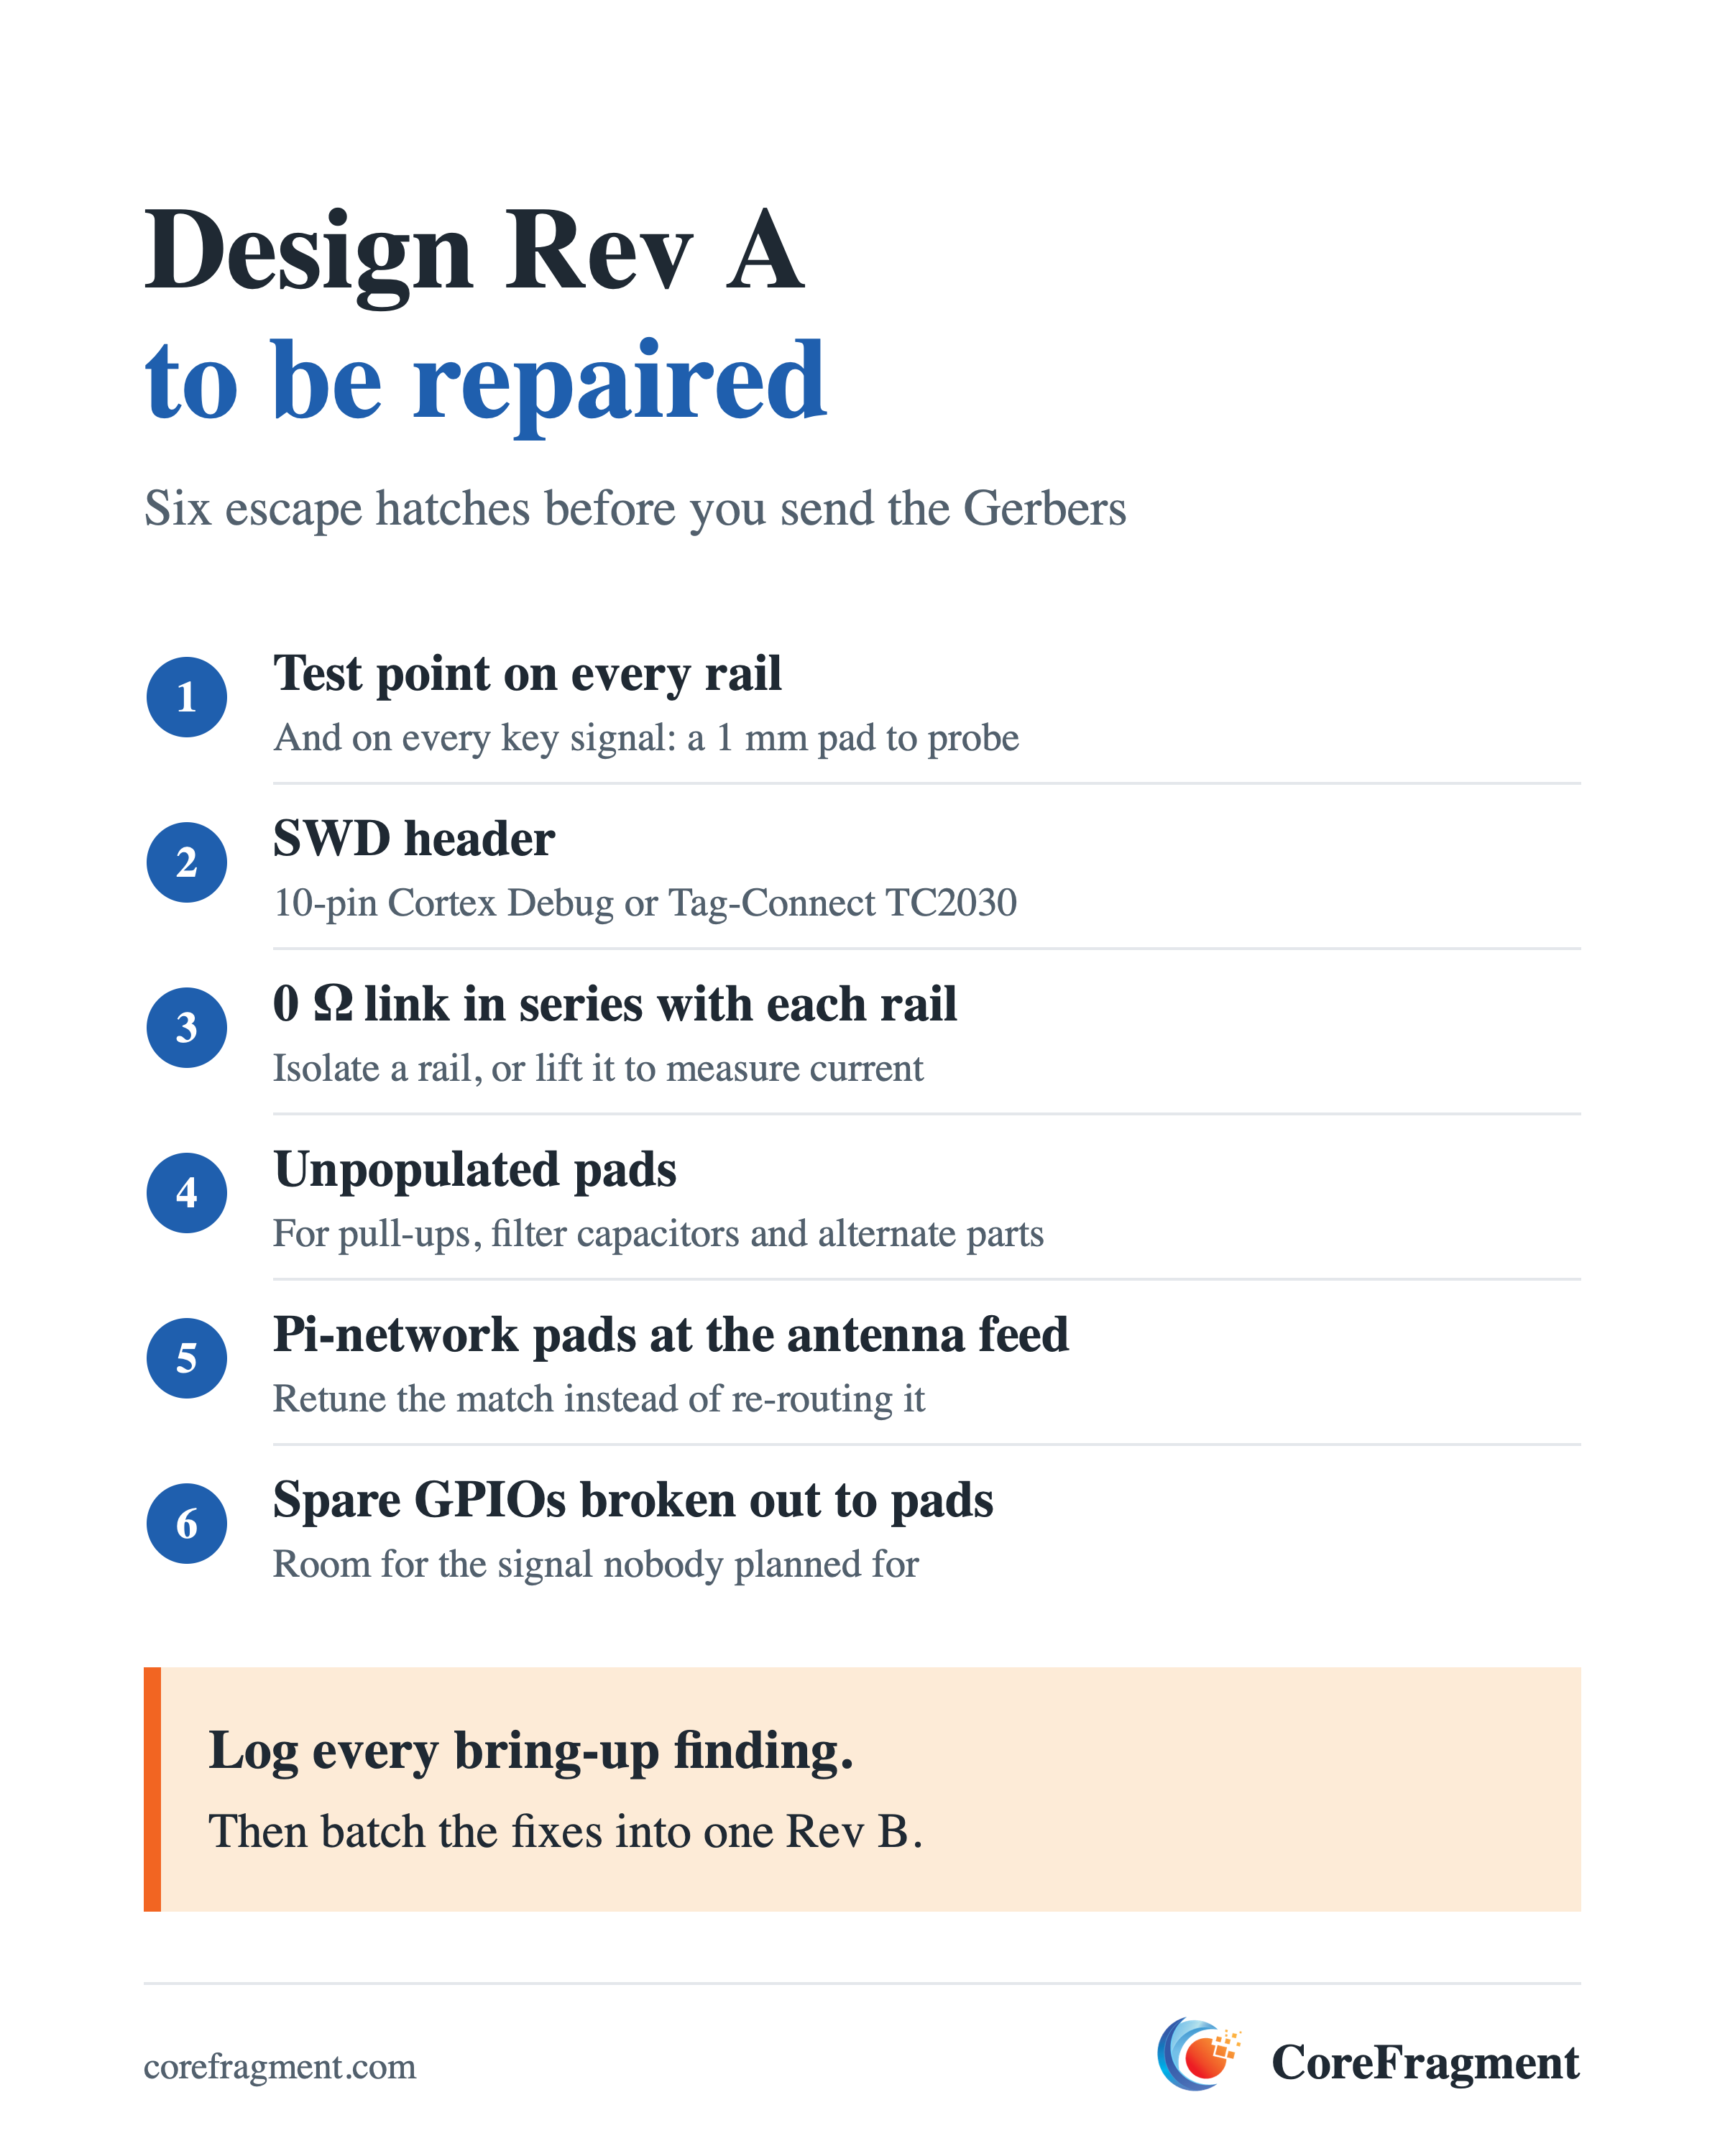 Design Rev A
to be repaired
Six escape hatches before you send the Gerbers
1
Test point on every rail
And on every key signal: a 1 mm pad to probe
2
SWD header
10-pin Cortex Debug or Tag-Connect TC2030
3
0 Ω link in series with each rail
Isolate a rail, or lift it to measure current
4
Unpopulated pads
For pull-ups, filter capacitors and alternate parts
5
Pi-network pads at the antenna feed
Retune the match instead of re-routing it
6
Spare GPIOs broken out to pads
Room for the signal nobody planned for
Log every bring-up finding.
Then batch the fixes into one Rev B.
corefragment.com
CoreFragment